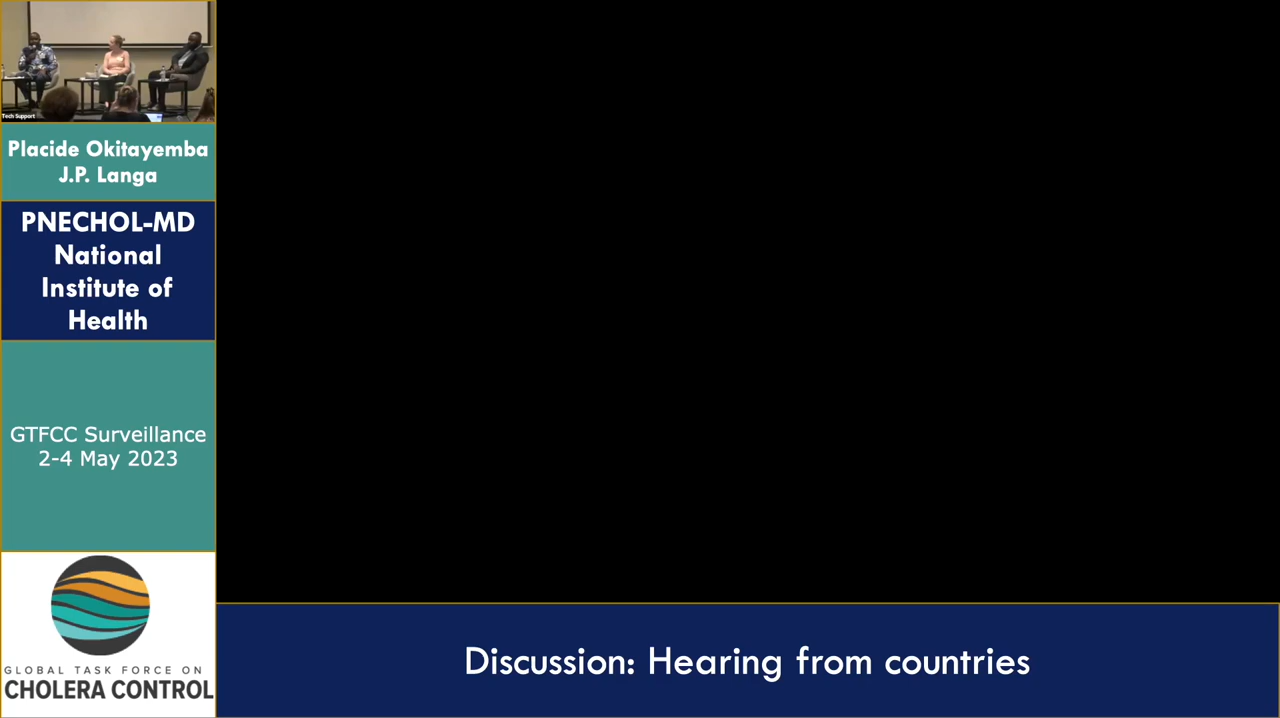 Tech Support
Placide Okitayemba
J.P. Langa
PNECHOL-MD
National
Institute of
Health
GTFCC Surveillance
2-4 May 2023
GLOBAL TASK FORCE ON
CHOLERA CONTROL
Discussion: Hearing from countries